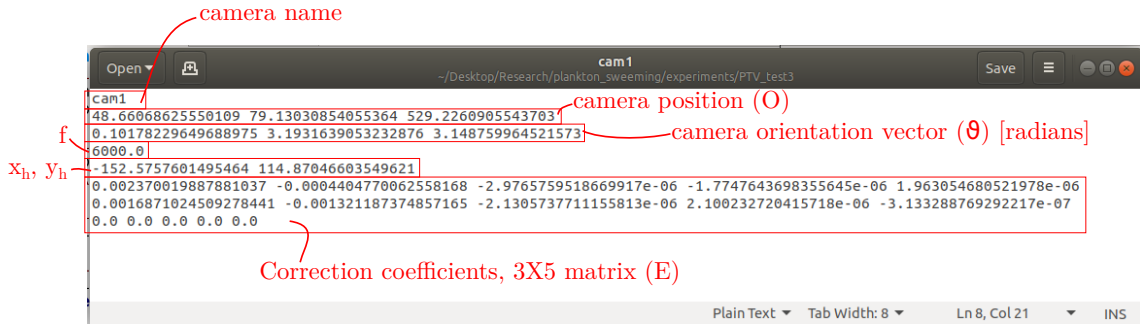 camera name
Open
cam1
~/Desktop/Research/plankton_sweeming/experiments/PTV_test3
Save
cam1
48.66068625550109 79.13030854055364 529.2260905543703
camera position (O)
0.10178229649688975 3.1931639053232876 3.148759964521573
camera orientation vector (ϑ) [radians]
f
6000.0
xₕ, yₕ
-152.5757601495464 114.87046603549621
0.002370019887881037 -0.0004404770062558168 -2.9765759518669917e-06 -1.7747643698355645e-06 1.963054680521978e-06
0.0016871024509278441 -0.001321187374857165 -2.1305737711155813e-06 2.100232720415718e-06 -3.133288769292217e-07
0.0 0.0 0.0 0.0 0.0
Correction coefficients, 3X5 matrix (E)
Plain Text
Tab Width: 8
Ln 8, Col 21
INS